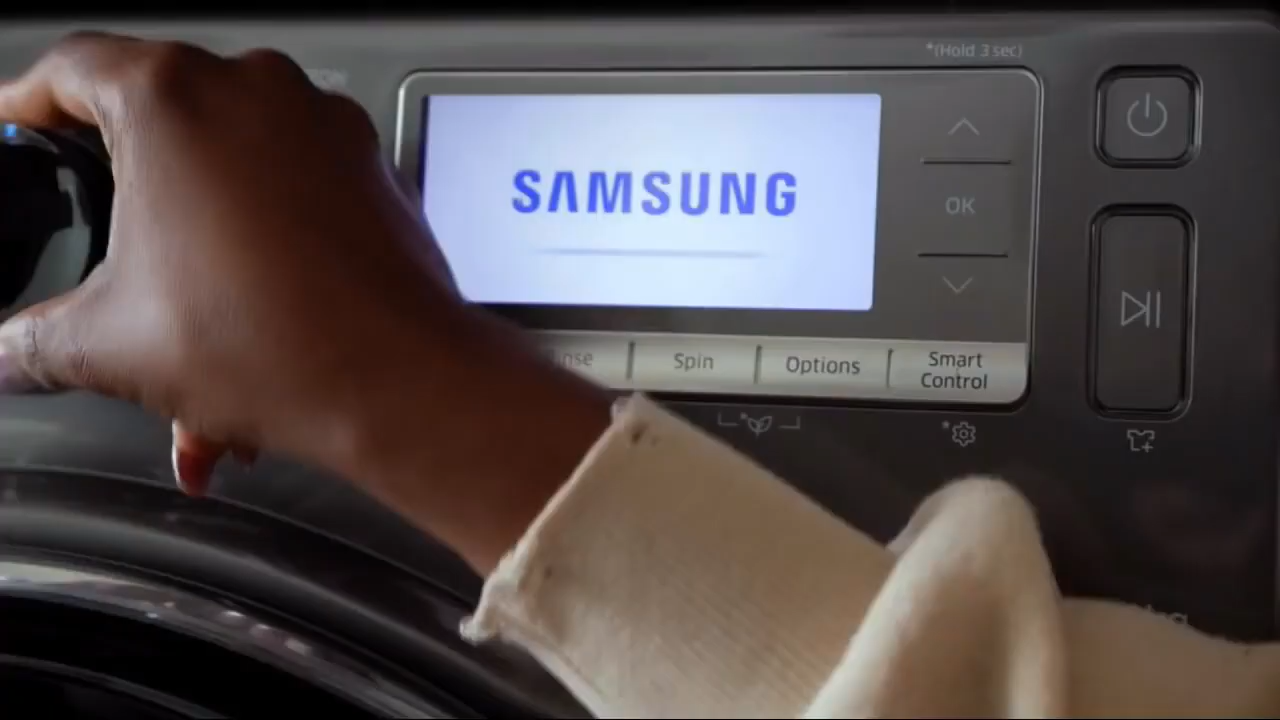 *(Hold 3 sec)
SAMSUNG
OK
Spin
Options
Smart
Control